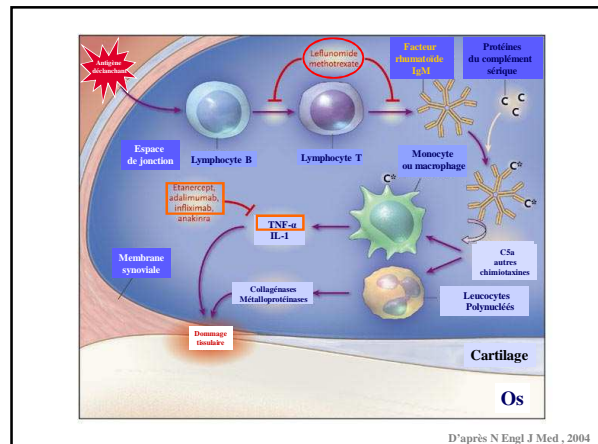 Antigène
déclanchant
Leflunomide
methotrexate
Facteur
rhumatoïde
IgM
Protéines
du complément
sérique
C
C
C
Espace
de jonction
Lymphocyte B
Lymphocyte T
Monocyte
ou macrophage
C*
C*
C*
Etanercept,
adalimumab,
infliximab,
anakinra
TNF-α
IL-1
C5a
autres
chimiotaxines
Membrane
synoviale
Collagénases
Métalloprotéinases
Leucocytes
Polynucléés
Dommage
tissulaire
Cartilage
Os
D'après N Engl J Med , 2004